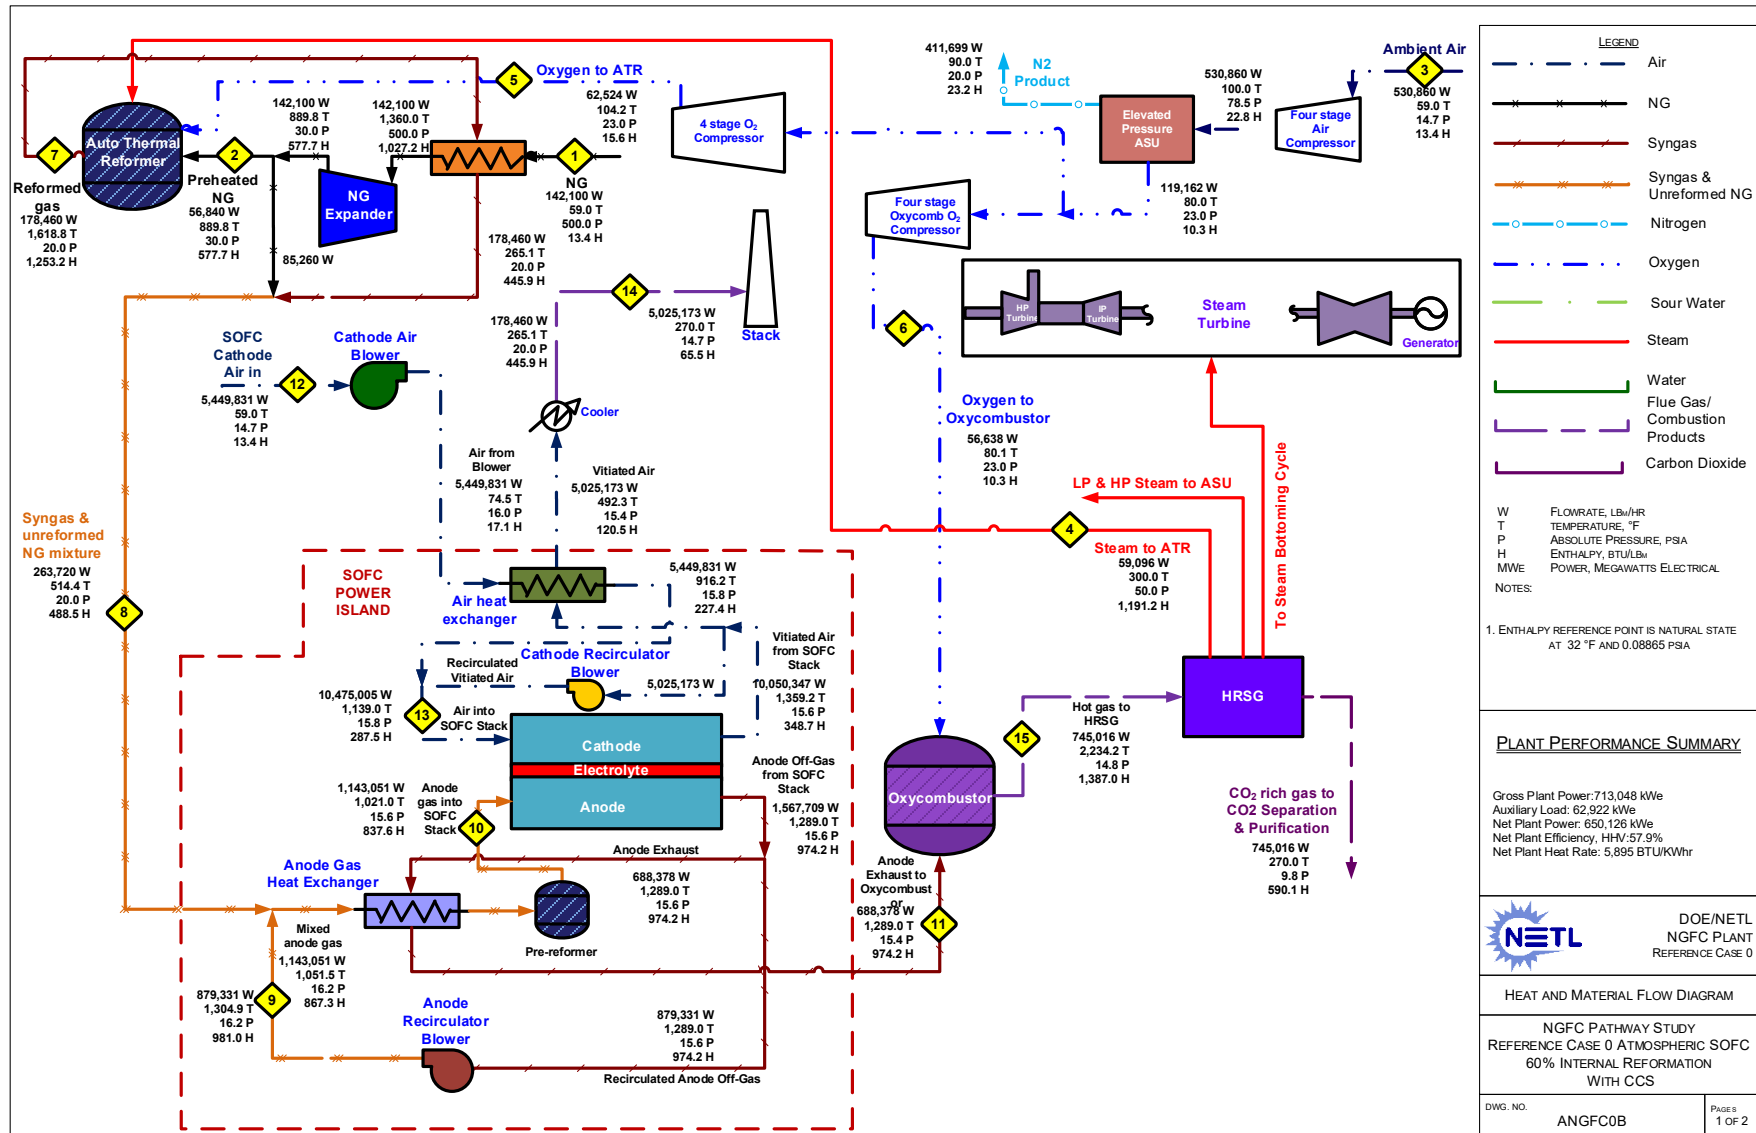 5
Oxygen to ATR
62,524 W
104.2 T
23.0 P
15.6 H
142,100 W
889.8 T
30.0 P
577.7 H
142,100 W
1,360.0 T
500.0 P
1,027.2 H
4 stage O2
Compressor
411,699 W
90.0 T
20.0 P
23.2 H
N2
Product
Elevated
Pressure
ASU
530,860 W
100.0 T
78.5 P
22.8 H
Four stage
Air
Compressor
Ambient Air
3
530,860 W
59.0 T
14.7 P
13.4 H
7
Auto Thermal
Reformer
2
Reformed
gas
178,460 W
1,618.8 T
20.0 P
1,253.2 H
Preheated
NG
56,840 W
889.8 T
30.0 P
577.7 H
NG
Expander
85,260 W
1
NG
142,100 W
59.0 T
500.0 P
13.4 H
178,460 W
265.1 T
20.0 P
445.9 H
Four stage
Oxycomb O2
Compressor
119,162 W
80.0 T
23.0 P
10.3 H
14
5,025,173 W
270.0 T
14.7 P
65.5 H
Stack
178,460 W
265.1 T
20.0 P
445.9 H
Cooler
6
HP
Turbine
IP
Turbine
Steam
Turbine
Generator
SOFC
Cathode
Air in
12
5,449,831 W
59.0 T
14.7 P
13.4 H
Cathode Air
Blower
Air from
Blower
5,449,831 W
74.5 T
16.0 P
17.1 H
Vitiated Air
5,025,173 W
492.3 T
15.4 P
120.5 H
Oxygen to
Oxycombustor
56,638 W
80.1 T
23.0 P
10.3 H
LP & HP Steam to ASU
To Steam Bottoming Cycle
4
Steam to ATR
59,096 W
300.0 T
50.0 P
1,191.2 H
Syngas &
unreformed
NG mixture
263,720 W
514.4 T
20.0 P
488.5 H
8
SOFC
POWER
ISLAND
Air heat
exchanger
5,449,831 W
916.2 T
15.8 P
227.4 H
Cathode Recirculator
Blower
Recirculated
Vitiated Air
5,025,173 W
Vitiated Air
from SOFC
Stack
10,050,347 W
1,359.2 T
15.6 P
348.7 H
10,475,005 W
1,139.0 T
15.8 P
287.5 H
13
Air into
SOFC Stack
Cathode
Electrolyte
Anode
Anode Off-Gas
from SOFC
Stack
1,567,709 W
1,289.0 T
15.6 P
974.2 H
1,143,051 W
1,021.0 T
15.6 P
837.6 H
Anode
gas into
SOFC
Stack
10
Anode Exhaust
688,378 W
1,289.0 T
15.6 P
974.2 H
Anode Gas
Heat Exchanger
Pre-reformer
Mixed
anode gas
1,143,051 W
1,051.5 T
16.2 P
867.3 H
879,331 W
1,304.9 T
16.2 P
981.0 H
9
Anode
Recirculator
Blower
879,331 W
1,289.0 T
15.6 P
974.2 H
Recirculated Anode Off-Gas
Oxycombustor
15
Hot gas to
HRSG
745,016 W
2,234.2 T
14.8 P
1,387.0 H
HRSG
CO2 rich gas to
CO2 Separation
& Purification
745,016 W
270.0 T
9.8 P
590.1 H
Anode
Exhaust to
Oxycombust
or
688,378 W
1,289.0 T
15.4 P
974.2 H
11
LEGEND
Air
NG
Syngas
Syngas &
Unreformed NG
Nitrogen
Oxygen
Sour Water
Steam
Water
Flue Gas/
Combustion
Products
Carbon Dioxide
W FLOWRATE, LBM/HR
T TEMPERATURE, °F
P ABSOLUTE PRESSURE, PSIA
H ENTHALPY, BTU/LBM
MWE POWER, MEGAWATTS ELECTRICAL
NOTES:
1. ENTHALPY REFERENCE POINT IS NATURAL STATE
AT 32 °F AND 0.08865 PSIA
PLANT PERFORMANCE SUMMARY
Gross Plant Power:713,048 kWe
Auxiliary Load: 62,922 kWe
Net Plant Power: 650,126 kWe
Net Plant Efficiency, HHV:57.9%
Net Plant Heat Rate: 5,895 BTU/KWhr
NETL
DOE/NETL
NGFC PLANT
REFERENCE CASE 0
HEAT AND MATERIAL FLOW DIAGRAM
NGFC PATHWAY STUDY
REFERENCE CASE 0 ATMOSPHERIC SOFC
60% INTERNAL REFORMATION
WITH CCS
DWG. NO.
ANGFC0B
PAGES
1 OF 2